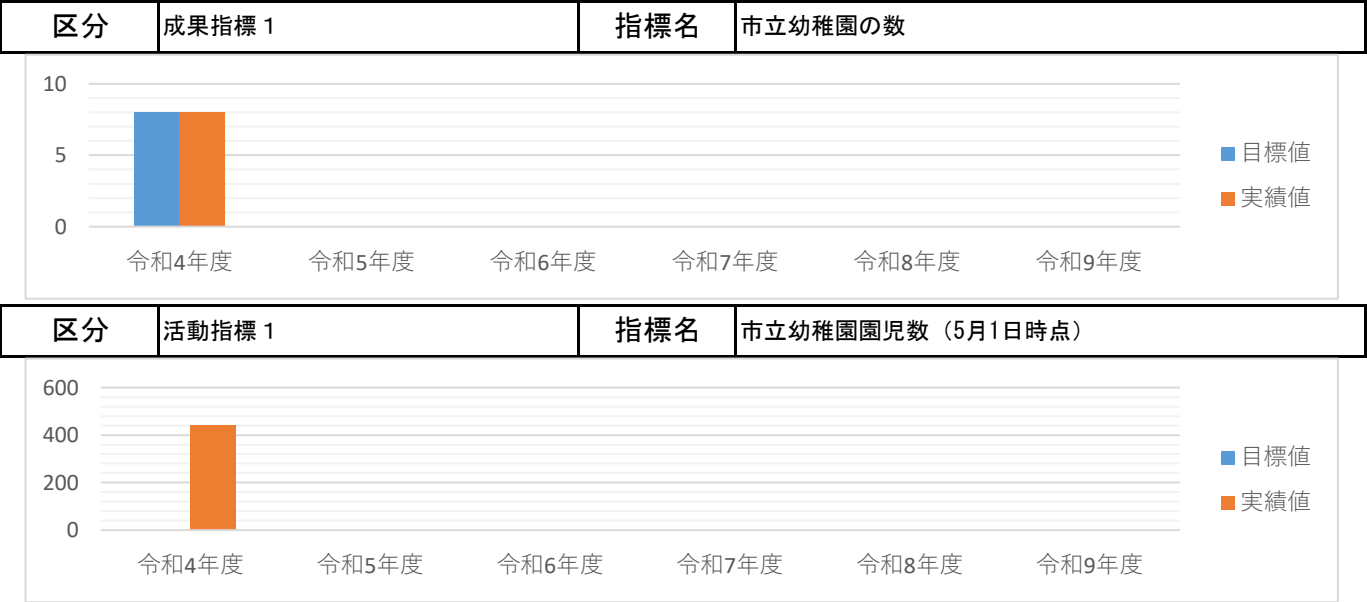 区分 成果指標1 指標名 市立幼稚園の数
10
5
0
令和4年度 令和5年度 令和6年度 令和7年度 令和8年度 令和9年度
目標値
実績値
区分 活動指標1 指標名 市立幼稚園園児数（5月1日時点）
600
400
200
0
令和4年度 令和5年度 令和6年度 令和7年度 令和8年度 令和9年度
目標値
実績値